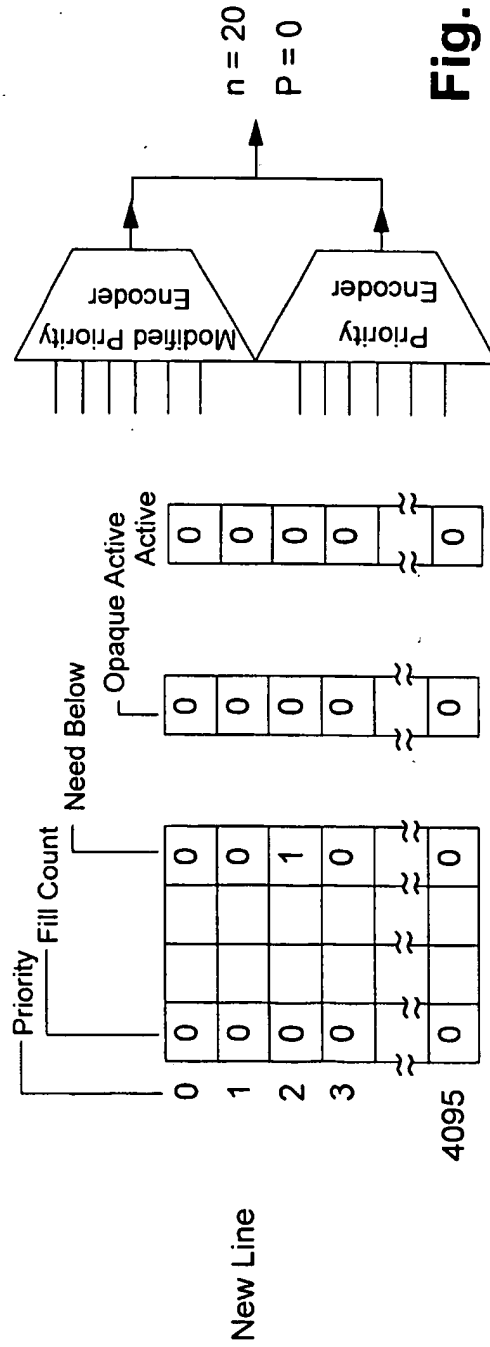 New Line
Priority
Fill Count
Need Below
Opaque Active
Active
0 0 0 0 0
1 0 0 0 0
2 0 1 0 0
3 0 0 0 0
4095 0 0 0 0
Modified Priority
Encoder
Priority
Encoder
n = 20
P = 0
Fig.